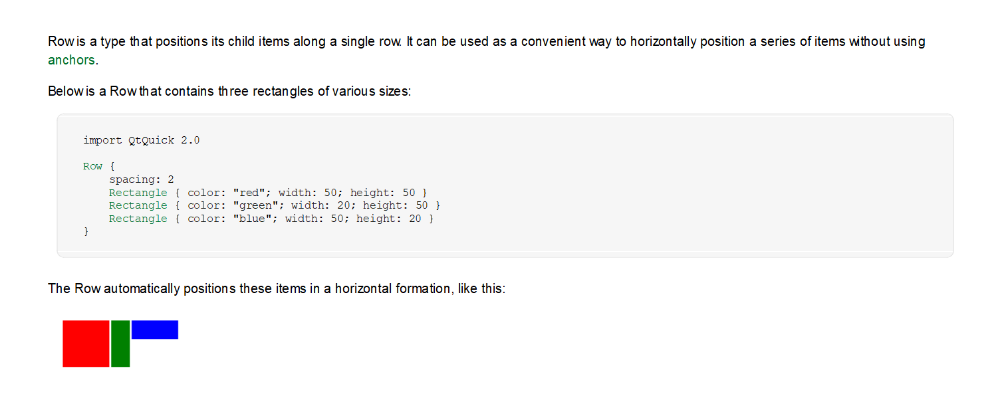 Row is a type that positions its child items along a single row. It can be used as a convenient way to horizontally position a series of items without using
anchors.
Below is a Row that contains three rectangles of various sizes:
import QtQuick 2.0
Row {
    spacing: 2
    Rectangle { color: "red"; width: 50; height: 50 }
    Rectangle { color: "green"; width: 20; height: 50 }
    Rectangle { color: "blue"; width: 50; height: 20 }
}
The Row automatically positions these items in a horizontal formation, like this: